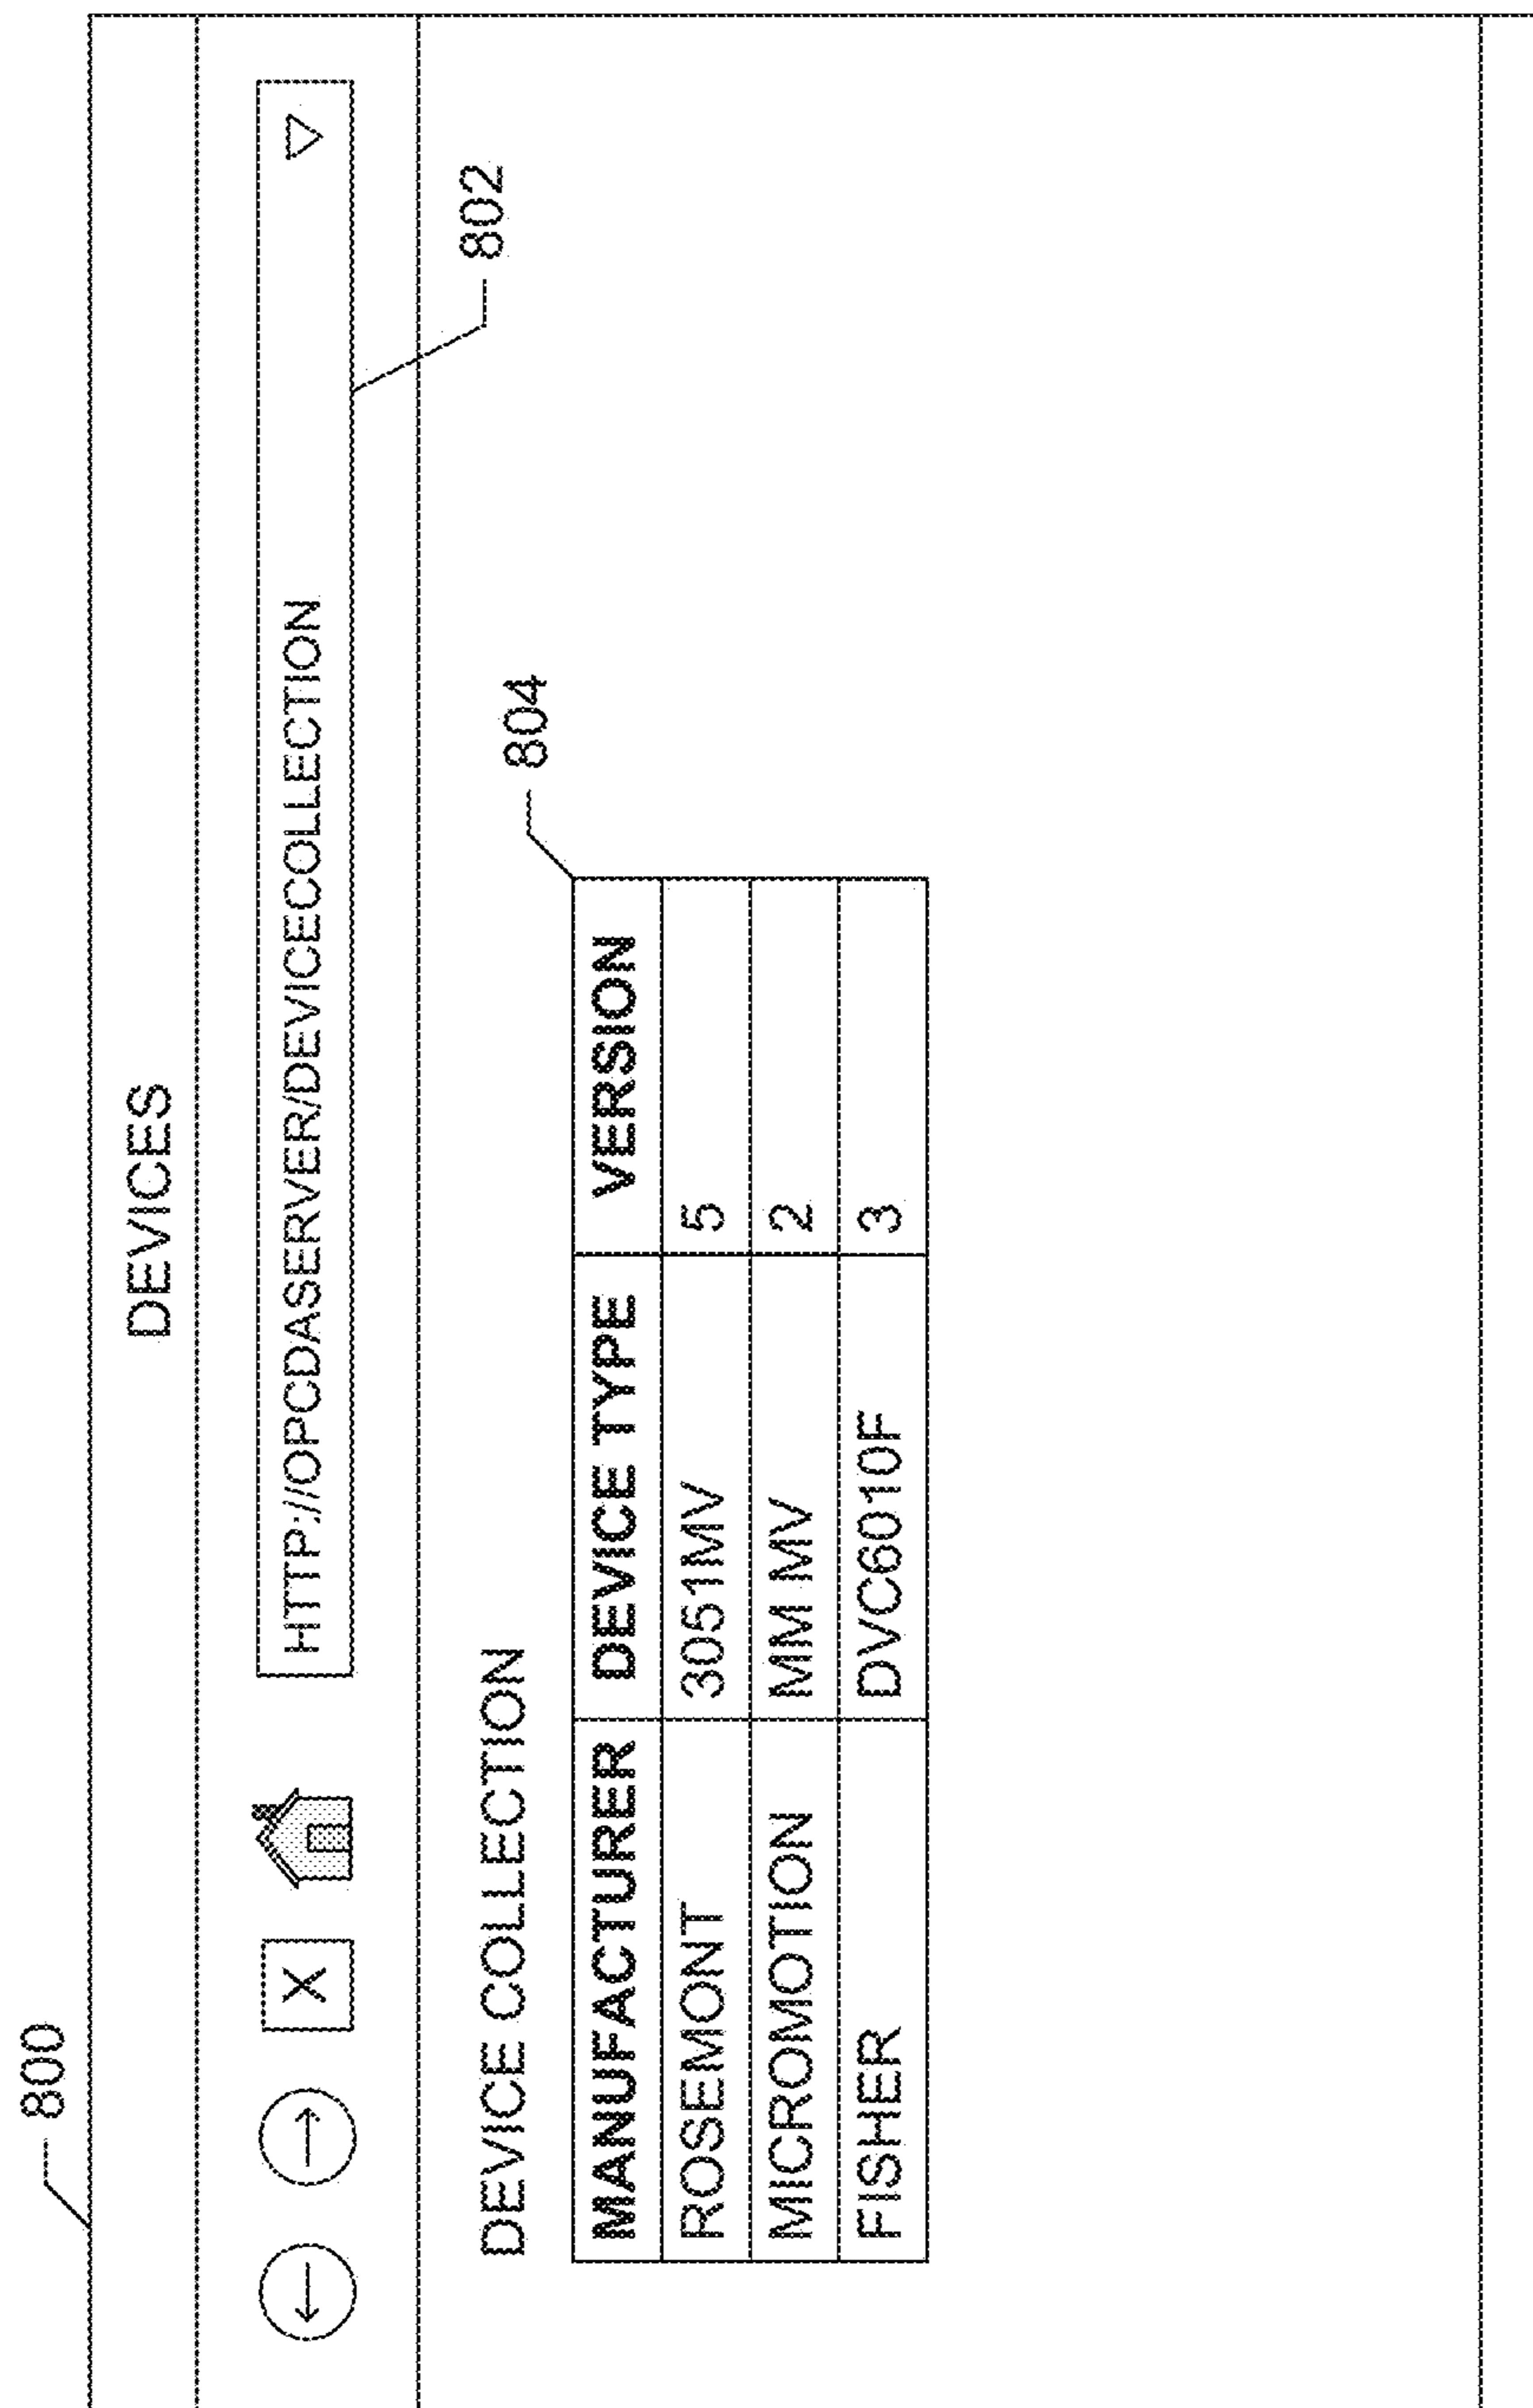 800
DEVICES
X HTTP://OPCDASERVER/DEVICECOLLECTION
802
DEVICE COLLECTION
804
MANUFACTURER DEVICE TYPE VERSION
ROSEMONT 3051MV 5
MICROMOTION MM MV 2
FISHER DVC6010F 3